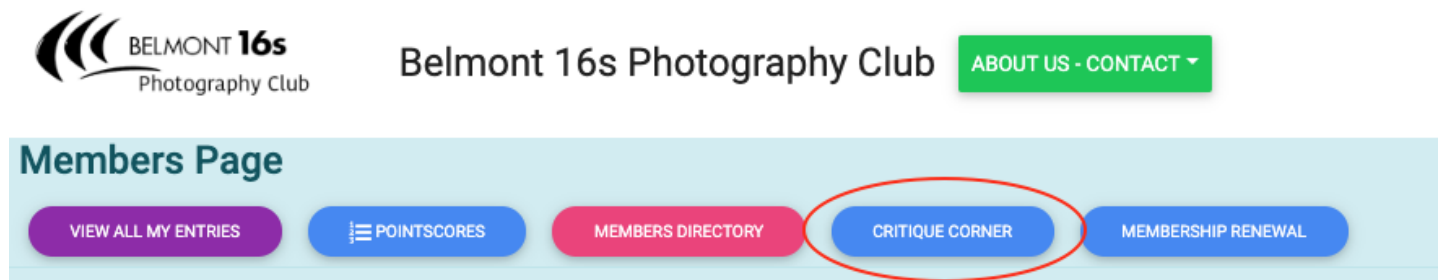 BELMONT 16s
Photography Club
Belmont 16s Photography Club
ABOUT US - CONTACT
Members Page
VIEW ALL MY ENTRIES
POINTSCORES
MEMBERS DIRECTORY
CRITIQUE CORNER
MEMBERSHIP RENEWAL